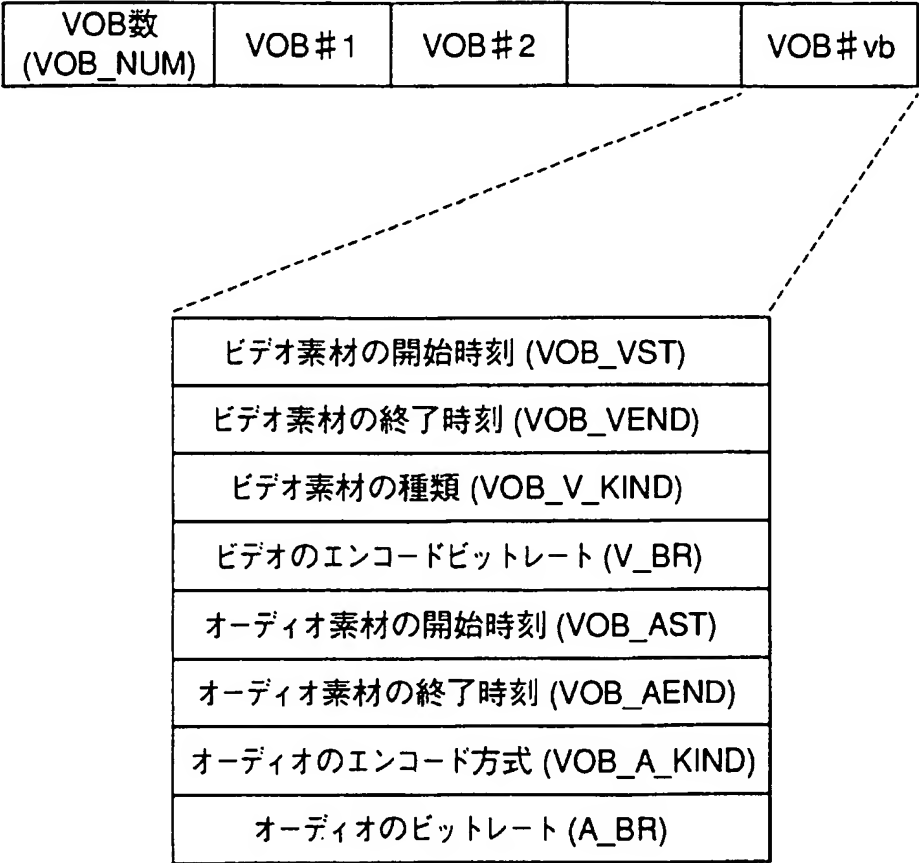 VOB数
(VOB_NUM)
VOB#1
VOB#2
VOB#vb
ビデオ素材の開始時刻 (VOB_VST)
ビデオ素材の終了時刻 (VOB_VEND)
ビデオ素材の種類 (VOB_V_KIND)
ビデオのエンコードビットレート (V_BR)
オーディオ素材の開始時刻 (VOB_AST)
オーディオ素材の終了時刻 (VOB_AEND)
オーディオのエンコード方式 (VOB_A_KIND)
オーディオのビットレート (A_BR)